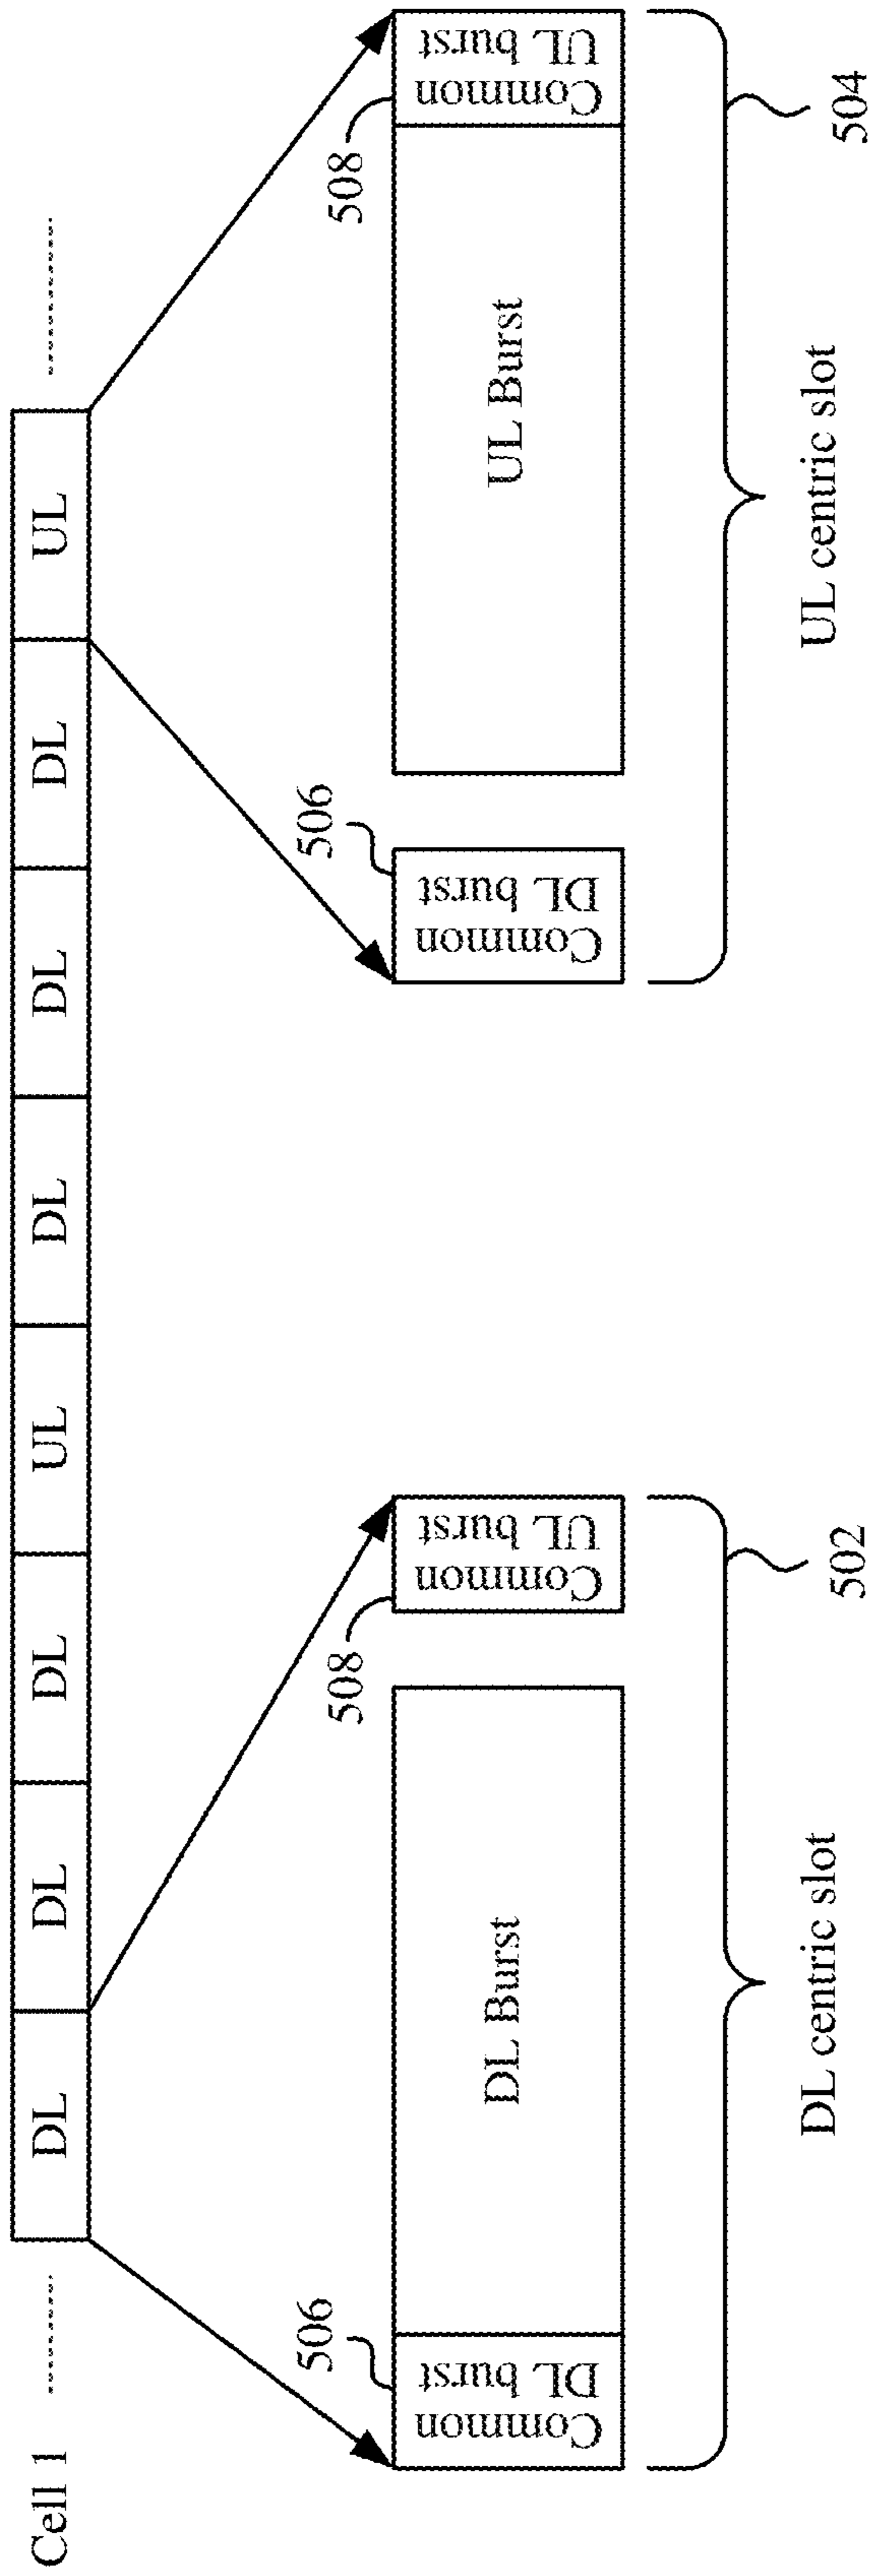 Cell 1
DL
DL
DL
UL
DL
DL
DL
UL
506
508
506
508
Common
DL burst
DL Burst
Common
UL burst
Common
DL burst
UL Burst
Common
UL burst
502
504
DL centric slot
UL centric slot